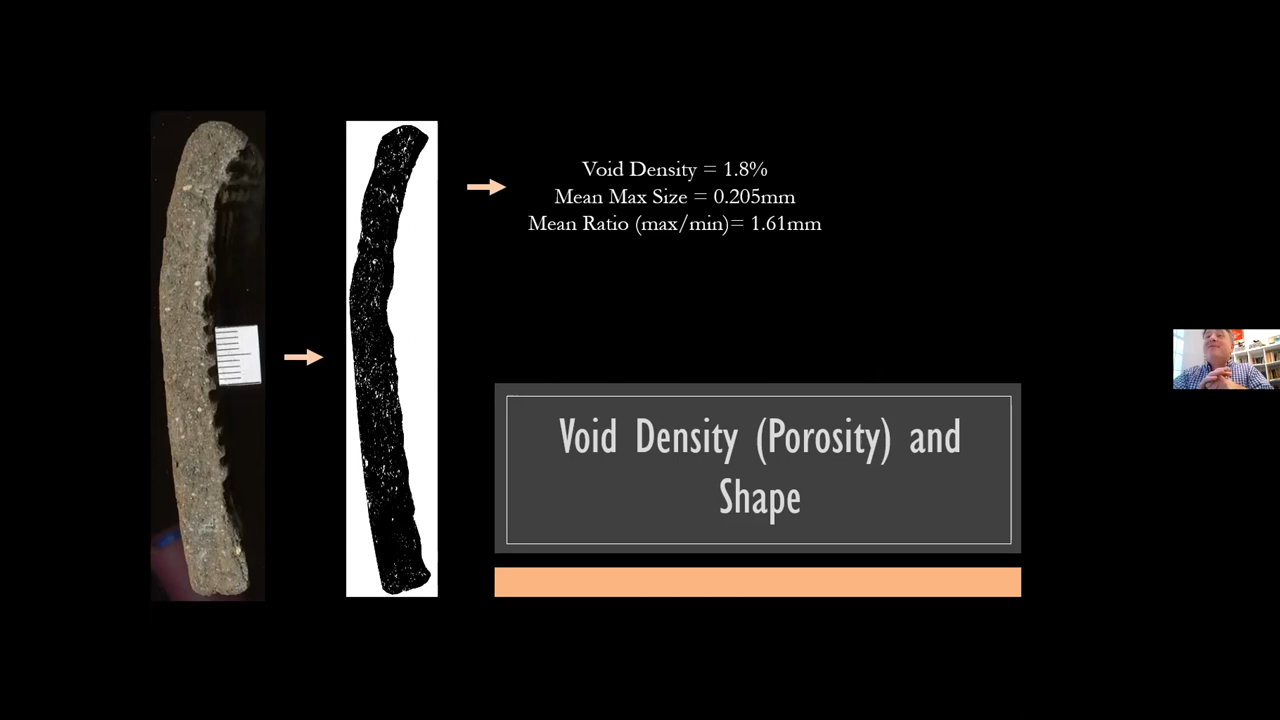 Void Density = 1.8%
Mean Max Size = 0.205mm
Mean Ratio (max/min)= 1.61mm
Void Density (Porosity) and
Shape